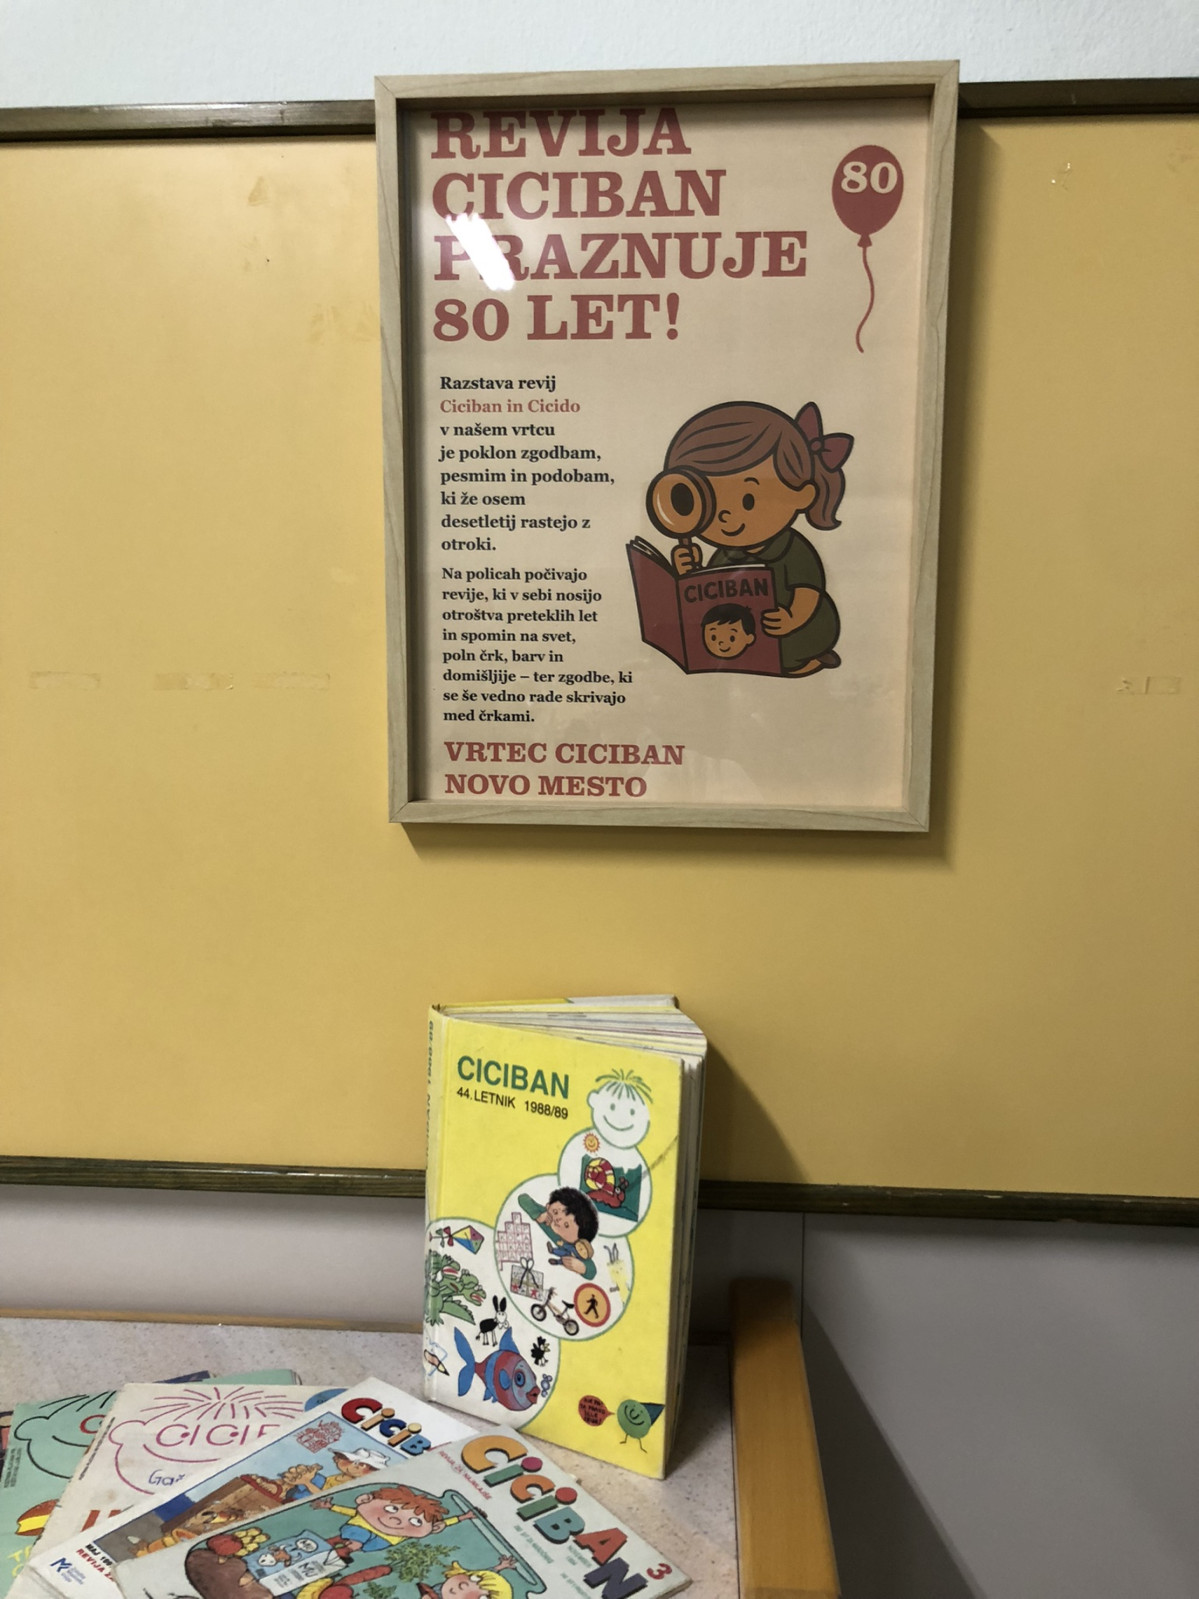 REVIJA
CICIBAN
PRAZNUJE
80 LET!
80
Razstava revij
Ciciban in Cicido
v našem vrtcu
je poklon zgodbam,
pesmim in podobam,
ki že osem
desetletij rastejo z
otroki.
Na policah počivajo
revije, ki v sebi nosijo
otroštva preteklih let
in spomin na svet,
poln črk, barv in
domišljije – ter zgodbe, ki
se še vedno rade skrivajo
med črkami.
CICIBAN
VRTEC CICIBAN
NOVO MESTO
CICIBAN
44. LETNIK 1988/89
CICIB
CICIBAN
3